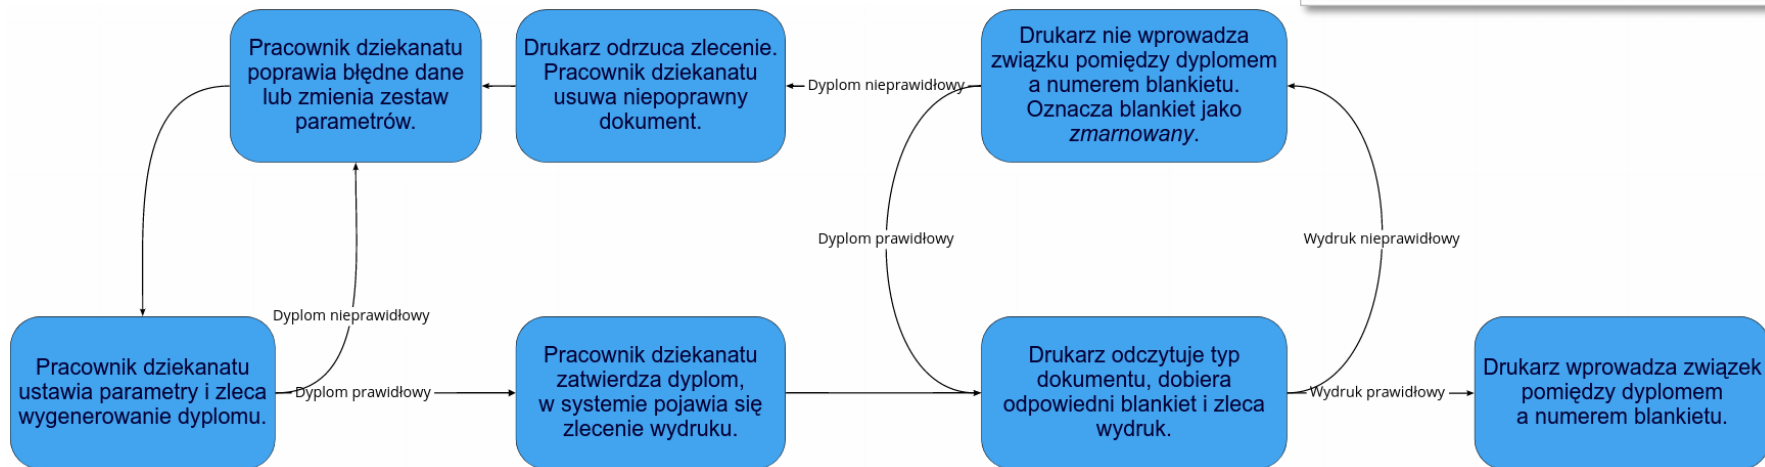 Pracownik dziekanatu
poprawia błędne dane
lub zmienia zestaw
parametrów.
Drukarz odrzuca zlecenie.
Pracownik dziekanatu
usuwa niepoprawny
dokument.
Dyplom nieprawidłowy
Drukarz nie wprowadza
związku pomiędzy dyplomem
a numerem blankietu.
Oznacza blankiet jako
zmarnowany.
Dyplom prawidłowy
Wydruk nieprawidłowy
Dyplom nieprawidłowy
Pracownik dziekanatu
ustawia parametry i zleca
wygenerowanie dyplomu.
Dyplom prawidłowy
Pracownik dziekanatu
zatwierdza dyplom,
w systemie pojawia się
zlecenie wydruku.
Drukarz odczytuje typ
dokumentu, dobiera
odpowiedni blankiet i zleca
wydruk.
Wydruk prawidłowy
Drukarz wprowadza związek
pomiędzy dyplomem
a numerem blankietu.